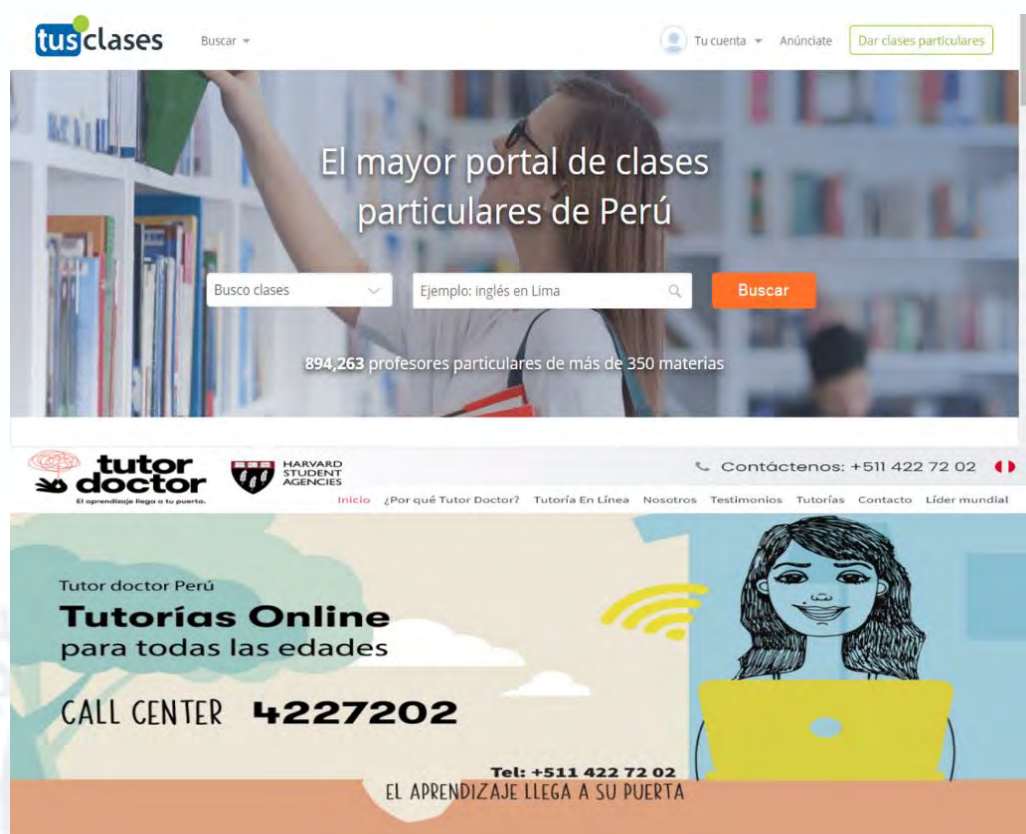 tusclases
Buscar
Tu cuenta
Anúnciate
Dar clases particulares
El mayor portal de clases
particulares de Perú
Busco clases
Ejemplo: inglés en Lima
Buscar
894,263 profesores particulares de más de 350 materias
tutor
doctor
El aprendizaje llega a tu puerta.
HARVARD
STUDENT
AGENCIES
Contáctenos: +511 422 72 02
Inicio ¿Por qué Tutor Doctor? Tutoría En Línea Nosotros Testimonios Tutorías Contacto Líder mundial
Tutor doctor Perú
Tutorías Online
para todas las edades
CALL CENTER 4227202
Tel: +511 422 72 02
EL APRENDIZAJE LLEGA A SU PUERTA